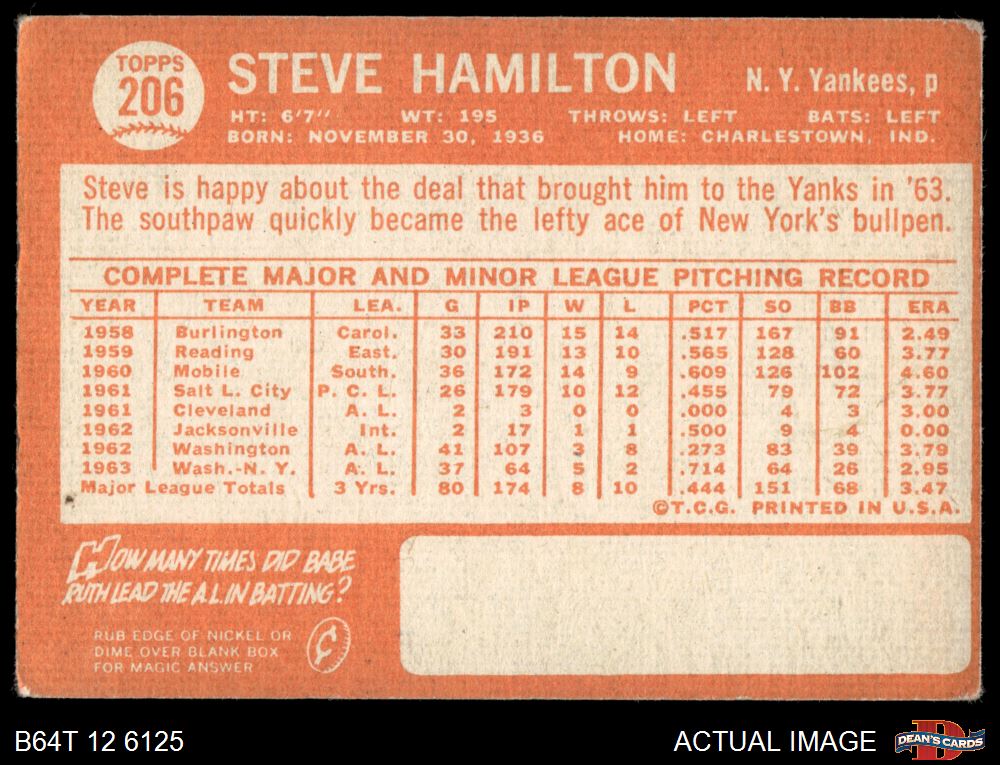 TOPPS
206
STEVE HAMILTON
N. Y. Yankees, p
HT: 6'7" WT: 195 THROWS: LEFT BATS: LEFT
BORN: NOVEMBER 30, 1936 HOME: CHARLESTOWN, IND.
Steve is happy about the deal that brought him to the Yanks in '63.
The southpaw quickly became the lefty ace of New York's bullpen.
COMPLETE MAJOR AND MINOR LEAGUE PITCHING RECORD
YEAR TEAM LEA. G IP W L PCT SO BB ERA
1958 Burlington Carol. 33 210 15 14 .517 167 91 2.49
1959 Reading East. 30 191 13 10 .565 128 60 3.77
1960 Mobile South. 36 172 14 9 .609 126 102 4.60
1961 Salt L. City P. C. L. 26 179 10 12 .455 79 72 3.77
1961 Cleveland A. L. 2 3 0 0 .000 4 3 3.00
1962 Jacksonville Int. 2 17 1 1 .500 9 4 0.00
1962 Washington A. L. 41 107 3 8 .273 83 39 3.79
1963 Wash.-N. Y. A. L. 37 64 5 2 .714 64 26 2.95
Major League Totals 3 Yrs. 80 174 8 10 .444 151 68 3.47
©T.C.G. PRINTED IN U.S.A.
HOW MANY TIMES DID BABE
RUTH LEAD THE A.L. IN BATTING?
RUB EDGE OF NICKEL OR
DIME OVER BLANK BOX
FOR MAGIC ANSWER
¢
B64T 12 6125
ACTUAL IMAGE
DEAN'S CARDS